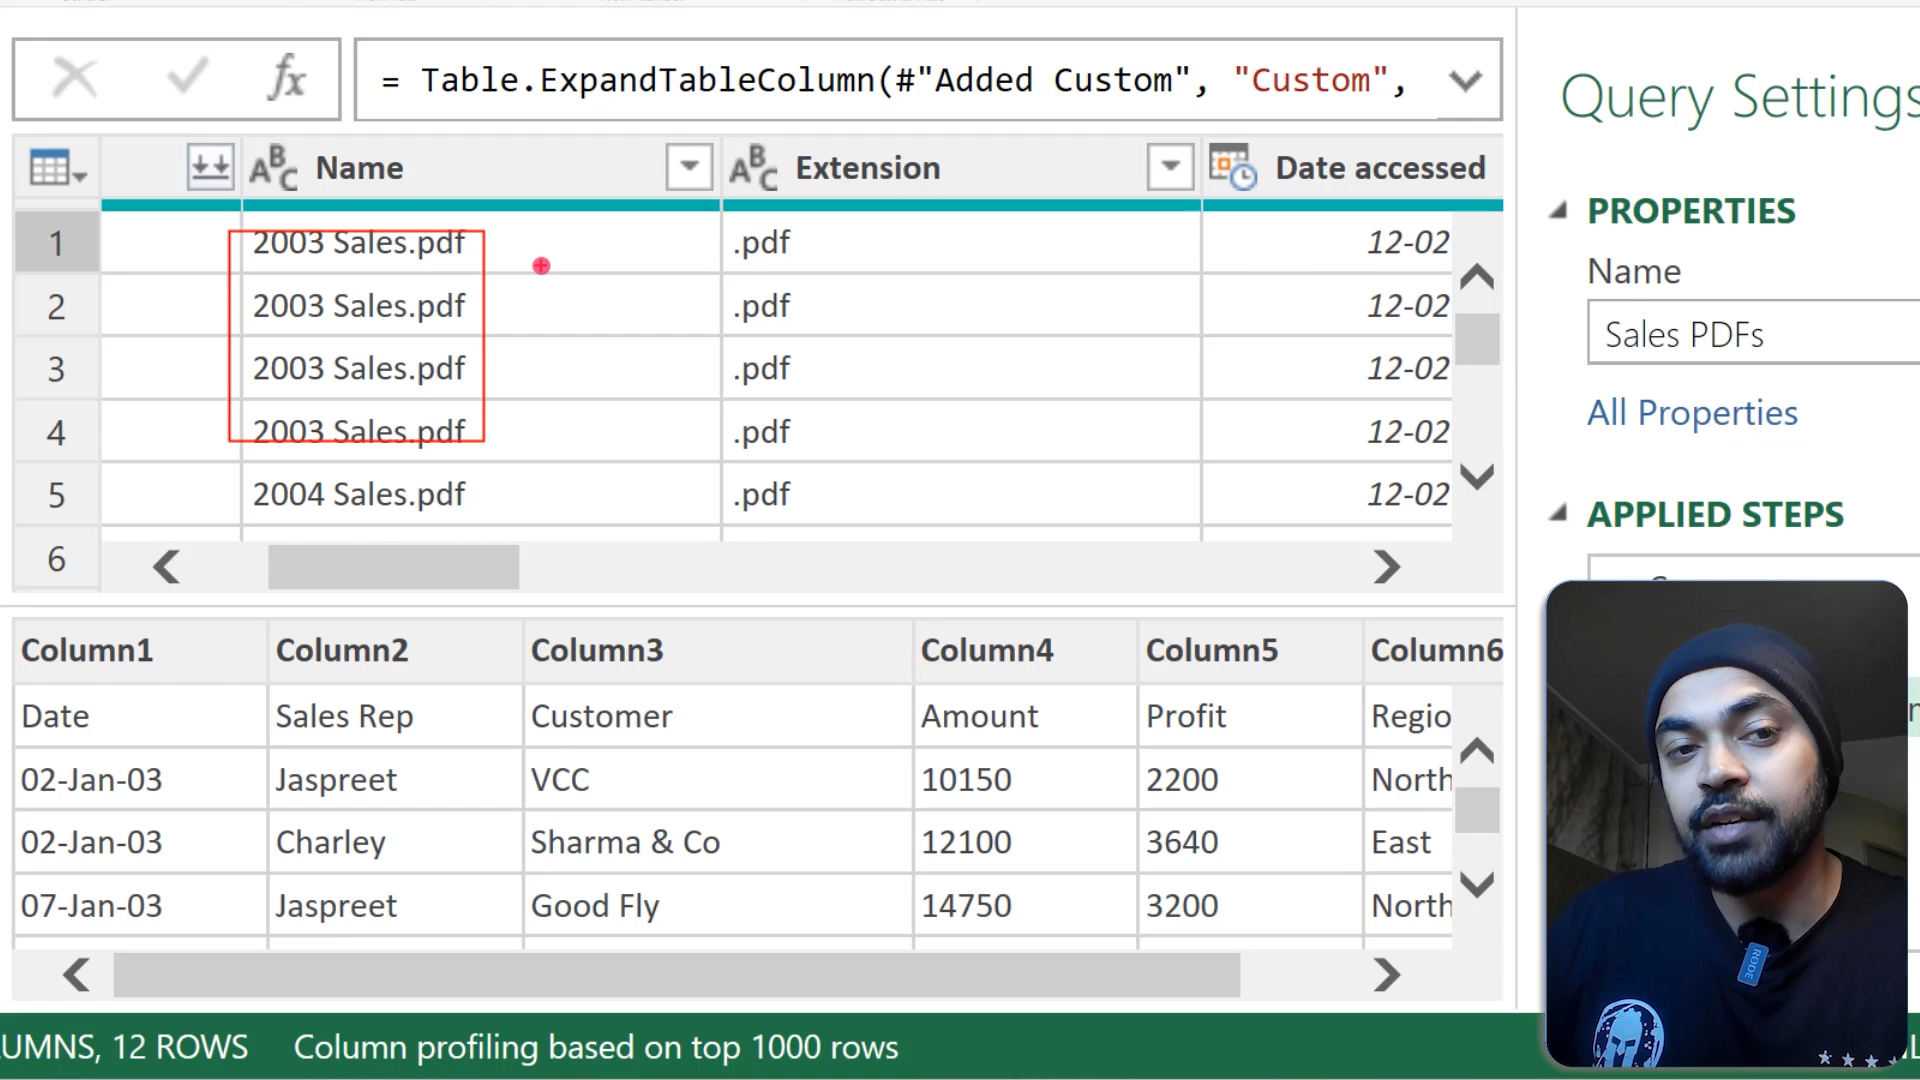 = Table.ExpandTableColumn(#"Added Custom", "Custom",
Name Extension Date accessed
1 2003 Sales.pdf .pdf 12-02
2 2003 Sales.pdf .pdf 12-02
3 2003 Sales.pdf .pdf 12-02
4 2003 Sales.pdf .pdf 12-02
5 2004 Sales.pdf .pdf 12-02
6
Column1 Column2 Column3 Column4 Column5 Column6
Date Sales Rep Customer Amount Profit Regio
02-Jan-03 Jaspreet VCC 10150 2200 North
02-Jan-03 Charley Sharma & Co 12100 3640 East
07-Jan-03 Jaspreet Good Fly 14750 3200 North
UMNS, 12 ROWS Column profiling based on top 1000 rows
Query Settings
PROPERTIES
Name
Sales PDFs
All Properties
APPLIED STEPS
RØDE